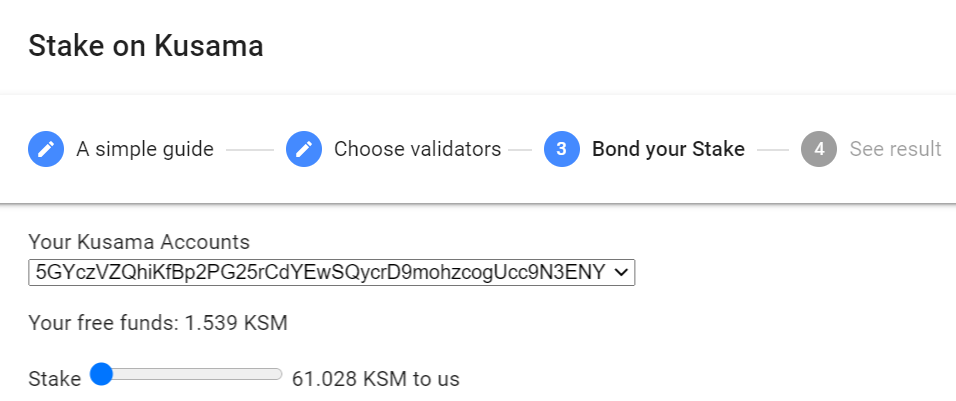 Stake on Kusama
A simple guide
Choose validators
3 Bond your Stake
4 See result
Your Kusama Accounts
5GYczVZQhiKfBp2PG25rCdYEwSQycrD9mohzcogUcc9N3ENY
Your free funds: 1.539 KSM
Stake 61.028 KSM to us